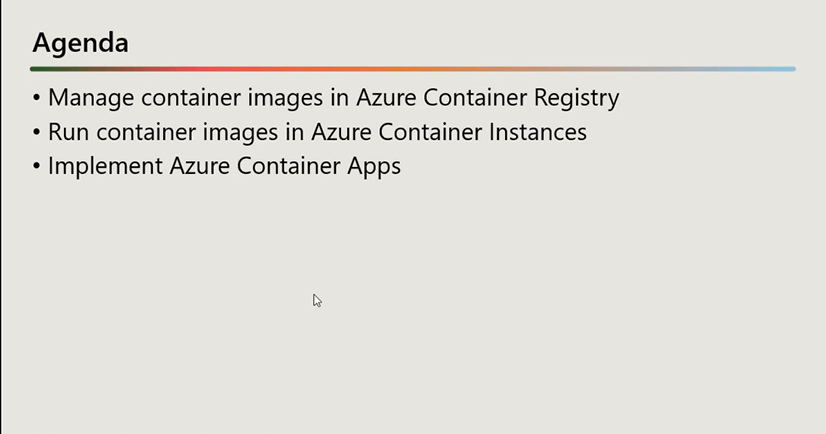 Agenda
• Manage container images in Azure Container Registry
• Run container images in Azure Container Instances
• Implement Azure Container Apps